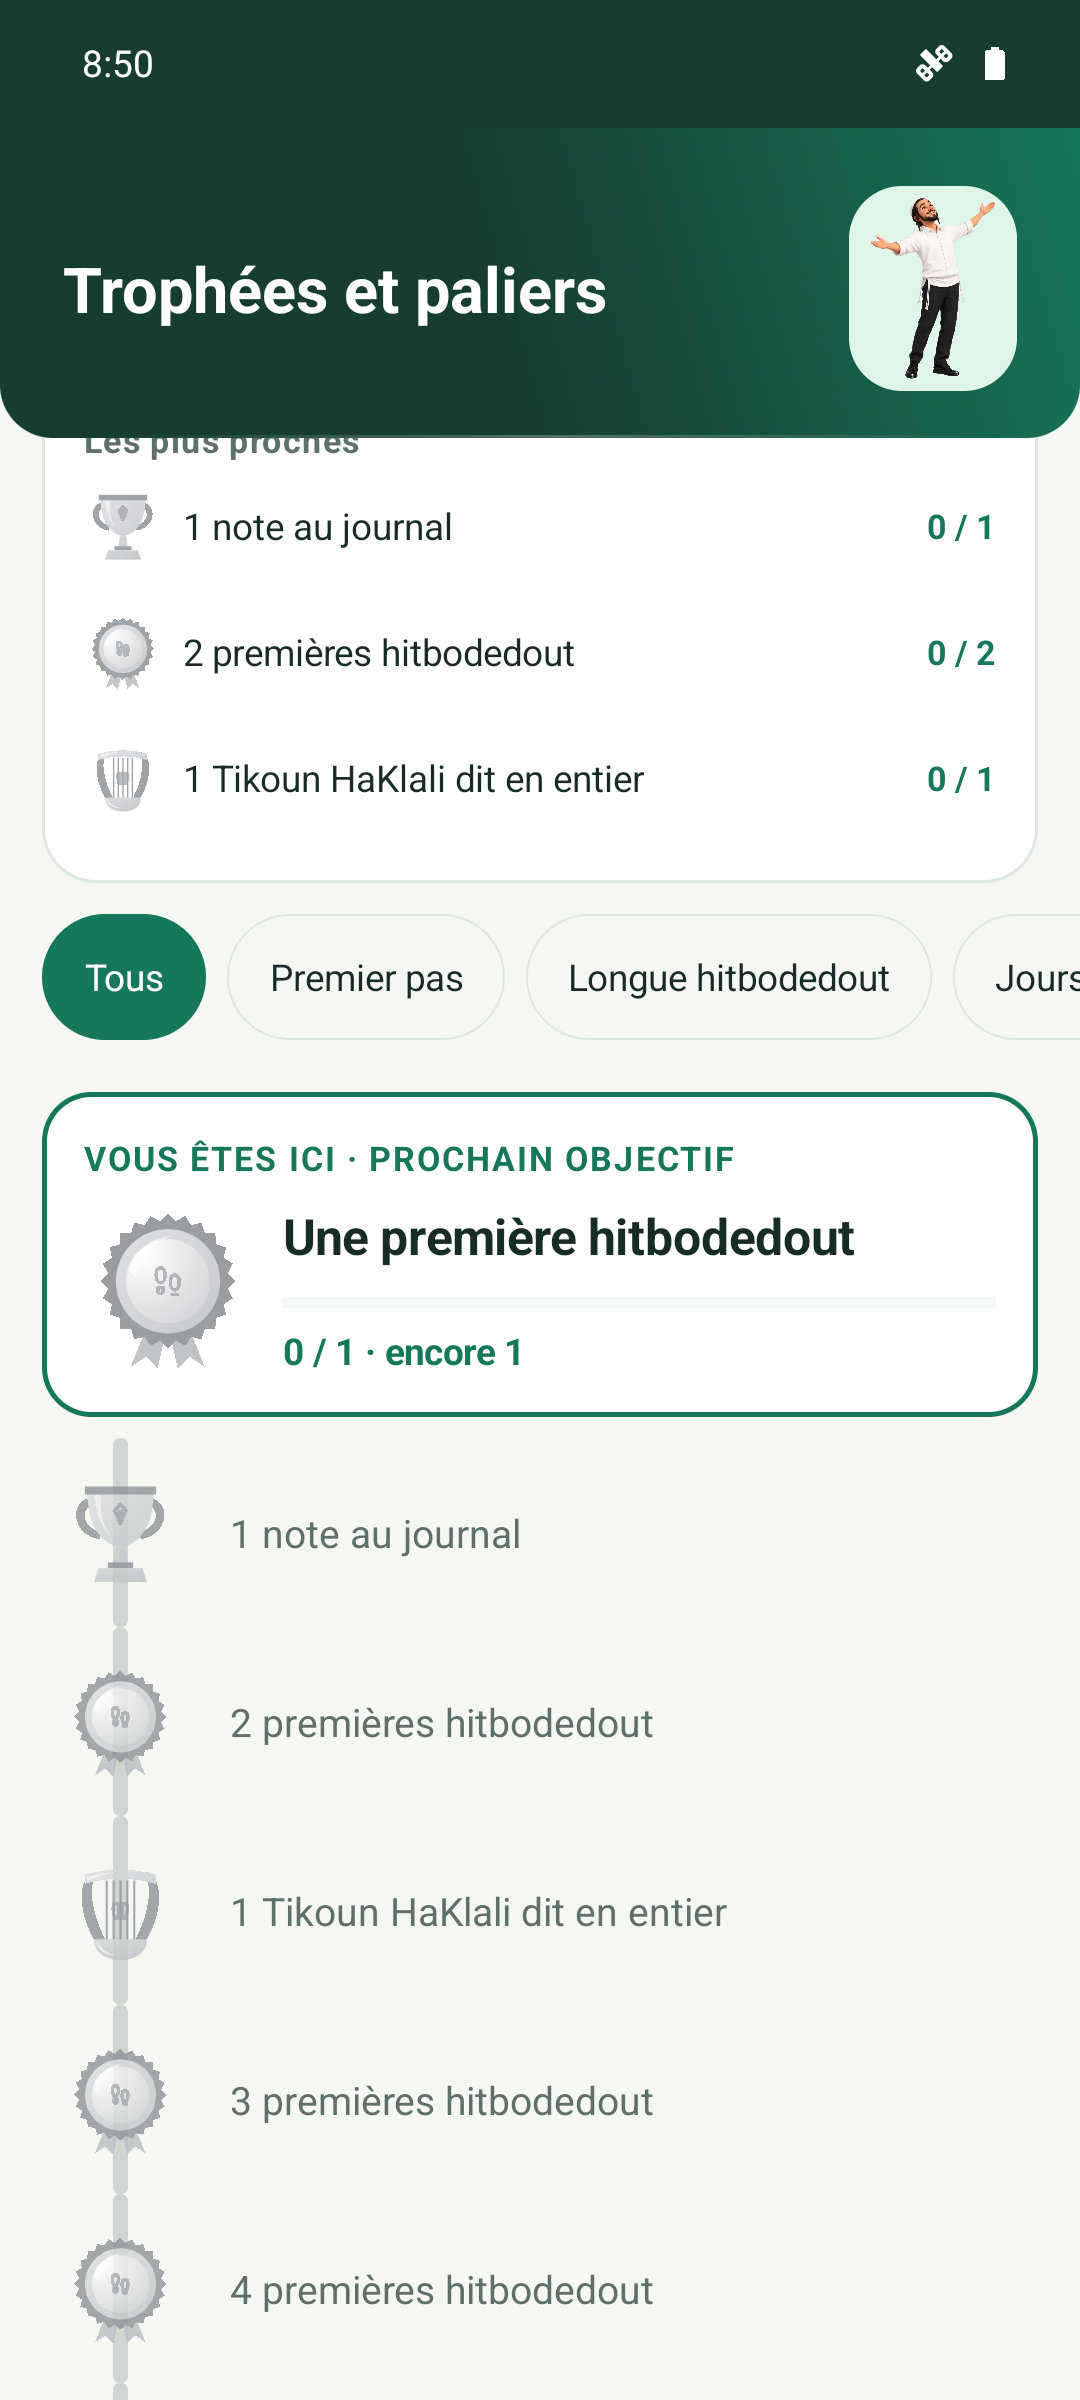 8:50
Trophées et paliers
Les plus proches
1 note au journal
0 / 1
2 premières hitbodedout
0 / 2
1 Tikoun HaKlali dit en entier
0 / 1
Tous
Premier pas
Longue hitbodedout
Jours
VOUS ÊTES ICI · PROCHAIN OBJECTIF
Une première hitbodedout
0 / 1 · encore 1
1 note au journal
2 premières hitbodedout
1 Tikoun HaKlali dit en entier
3 premières hitbodedout
4 premières hitbodedout